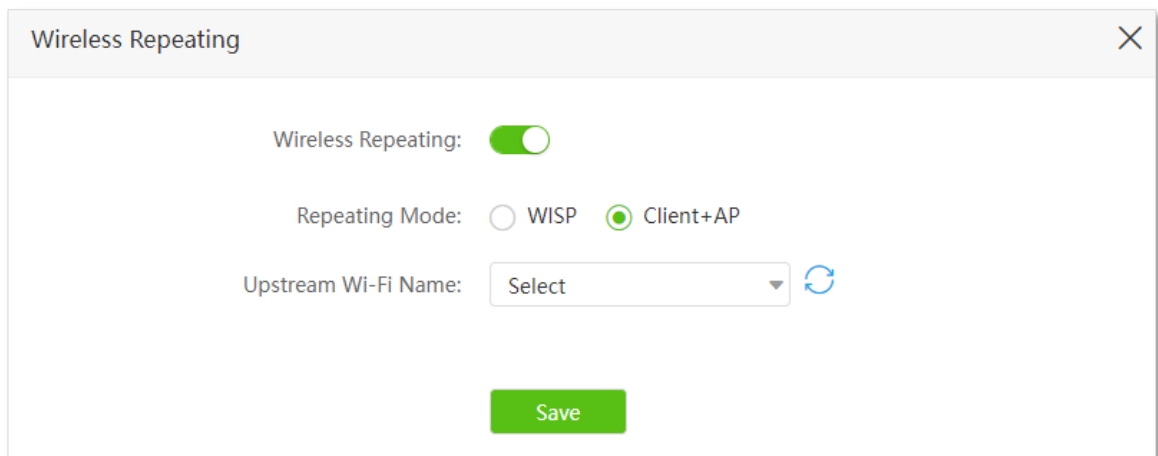 Wireless Repeating
Wireless Repeating:
Repeating Mode: WISP Client+AP
Upstream Wi-Fi Name: Select
Save